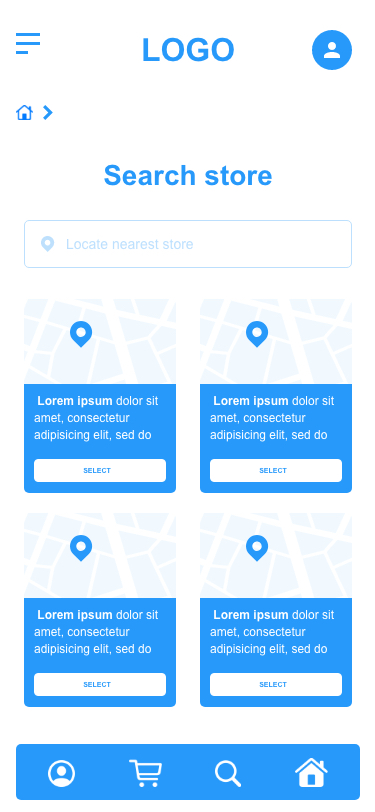 LOGO
Search store
Locate nearest store
Lorem ipsum dolor sit
amet, consectetur
adipisicing elit, sed do
SELECT
Lorem ipsum dolor sit
amet, consectetur
adipisicing elit, sed do
SELECT
Lorem ipsum dolor sit
amet, consectetur
adipisicing elit, sed do
SELECT
Lorem ipsum dolor sit
amet, consectetur
adipisicing elit, sed do
SELECT